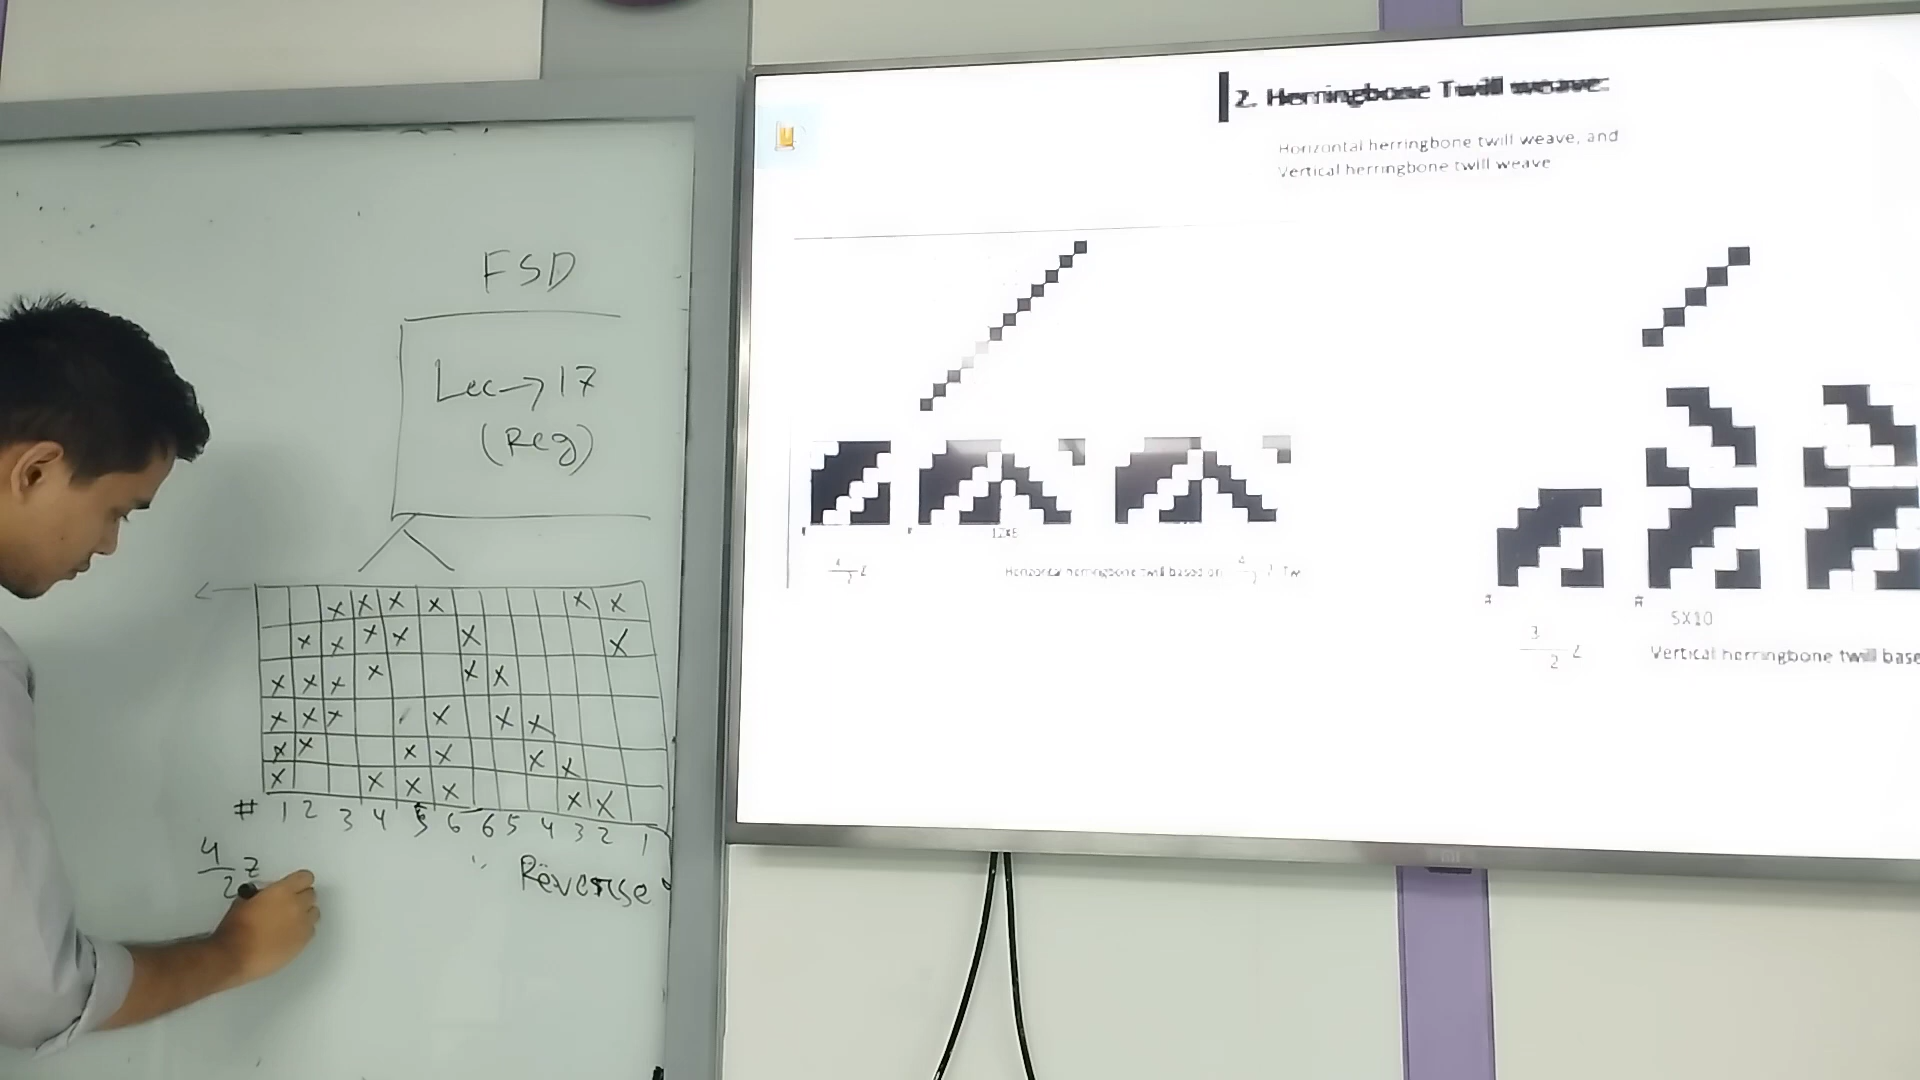 FSD
Lec→17
(Reg)
X X X X X X
X X X X X X
X X X X X X
X X X X X X
X X X X X X
X X X X X X
# 1 2 3 4 5 6 6 5 4 3 2 1
4
2 Z
"Reverse"
2. Herringbone Twill weave:
Horizontal herringbone twill weave, and
Vertical herringbone twill weave
12x6
Horizontal herringbone twill based on
5X10
3
2 Z
Vertical herringbone twill base